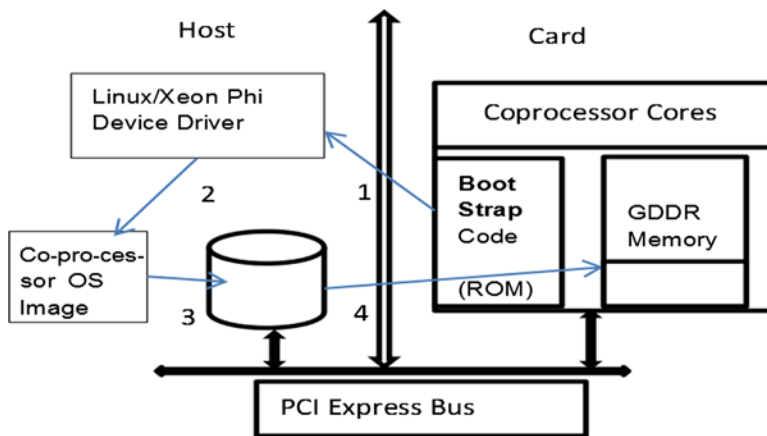 Host
Card
Linux/Xeon Phi
Device Driver
Coprocessor Cores
2
1
Boot
Strap
Code
(ROM)
GDDR
Memory
Co-pro-ces-
sor OS
Image
3
4
PCI Express Bus